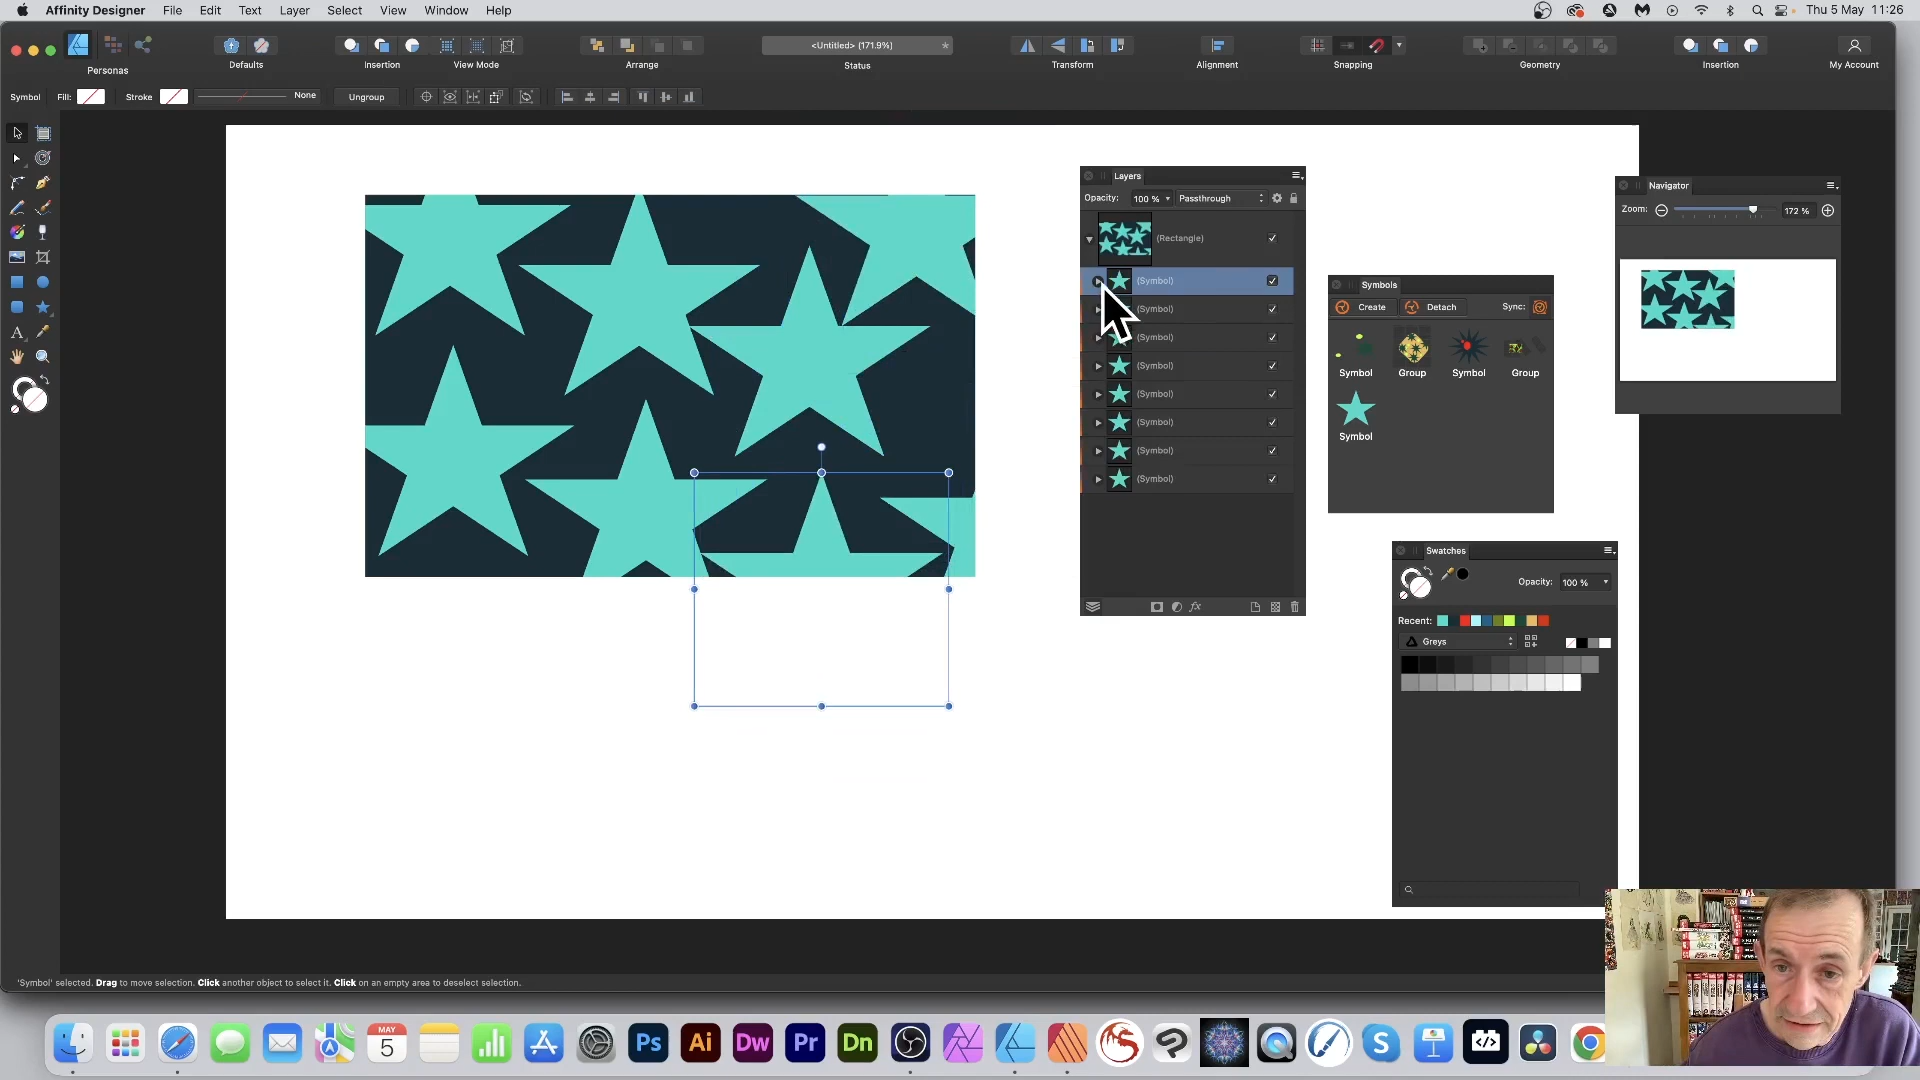 Affinity Designer File Edit Text Layer Select View Window Help Thu 5 May 11:26
<Untitled> (171.9%) *
Personas Defaults Insertion View Mode Arrange Status Transform Alignment Snapping Geometry Insertion My Account
Symbol Fill: Stroke None Ungroup
Layers
Opacity: 100 % Passthrough
(Rectangle)
(Symbol)
(Symbol)
(Symbol)
(Symbol)
(Symbol)
(Symbol)
(Symbol)
(Symbol)
fx
Symbols
Create Detach Sync:
Symbol Group Symbol Group
Symbol
Navigator
Zoom: 172 %
Swatches
Opacity: 100 %
Recent:
Greys
A
'Symbol' selected. Drag to move selection. Click another object to select it. Click on an empty area to deselect selection.
MAY
5
Ps Ai Dw Pr Dn